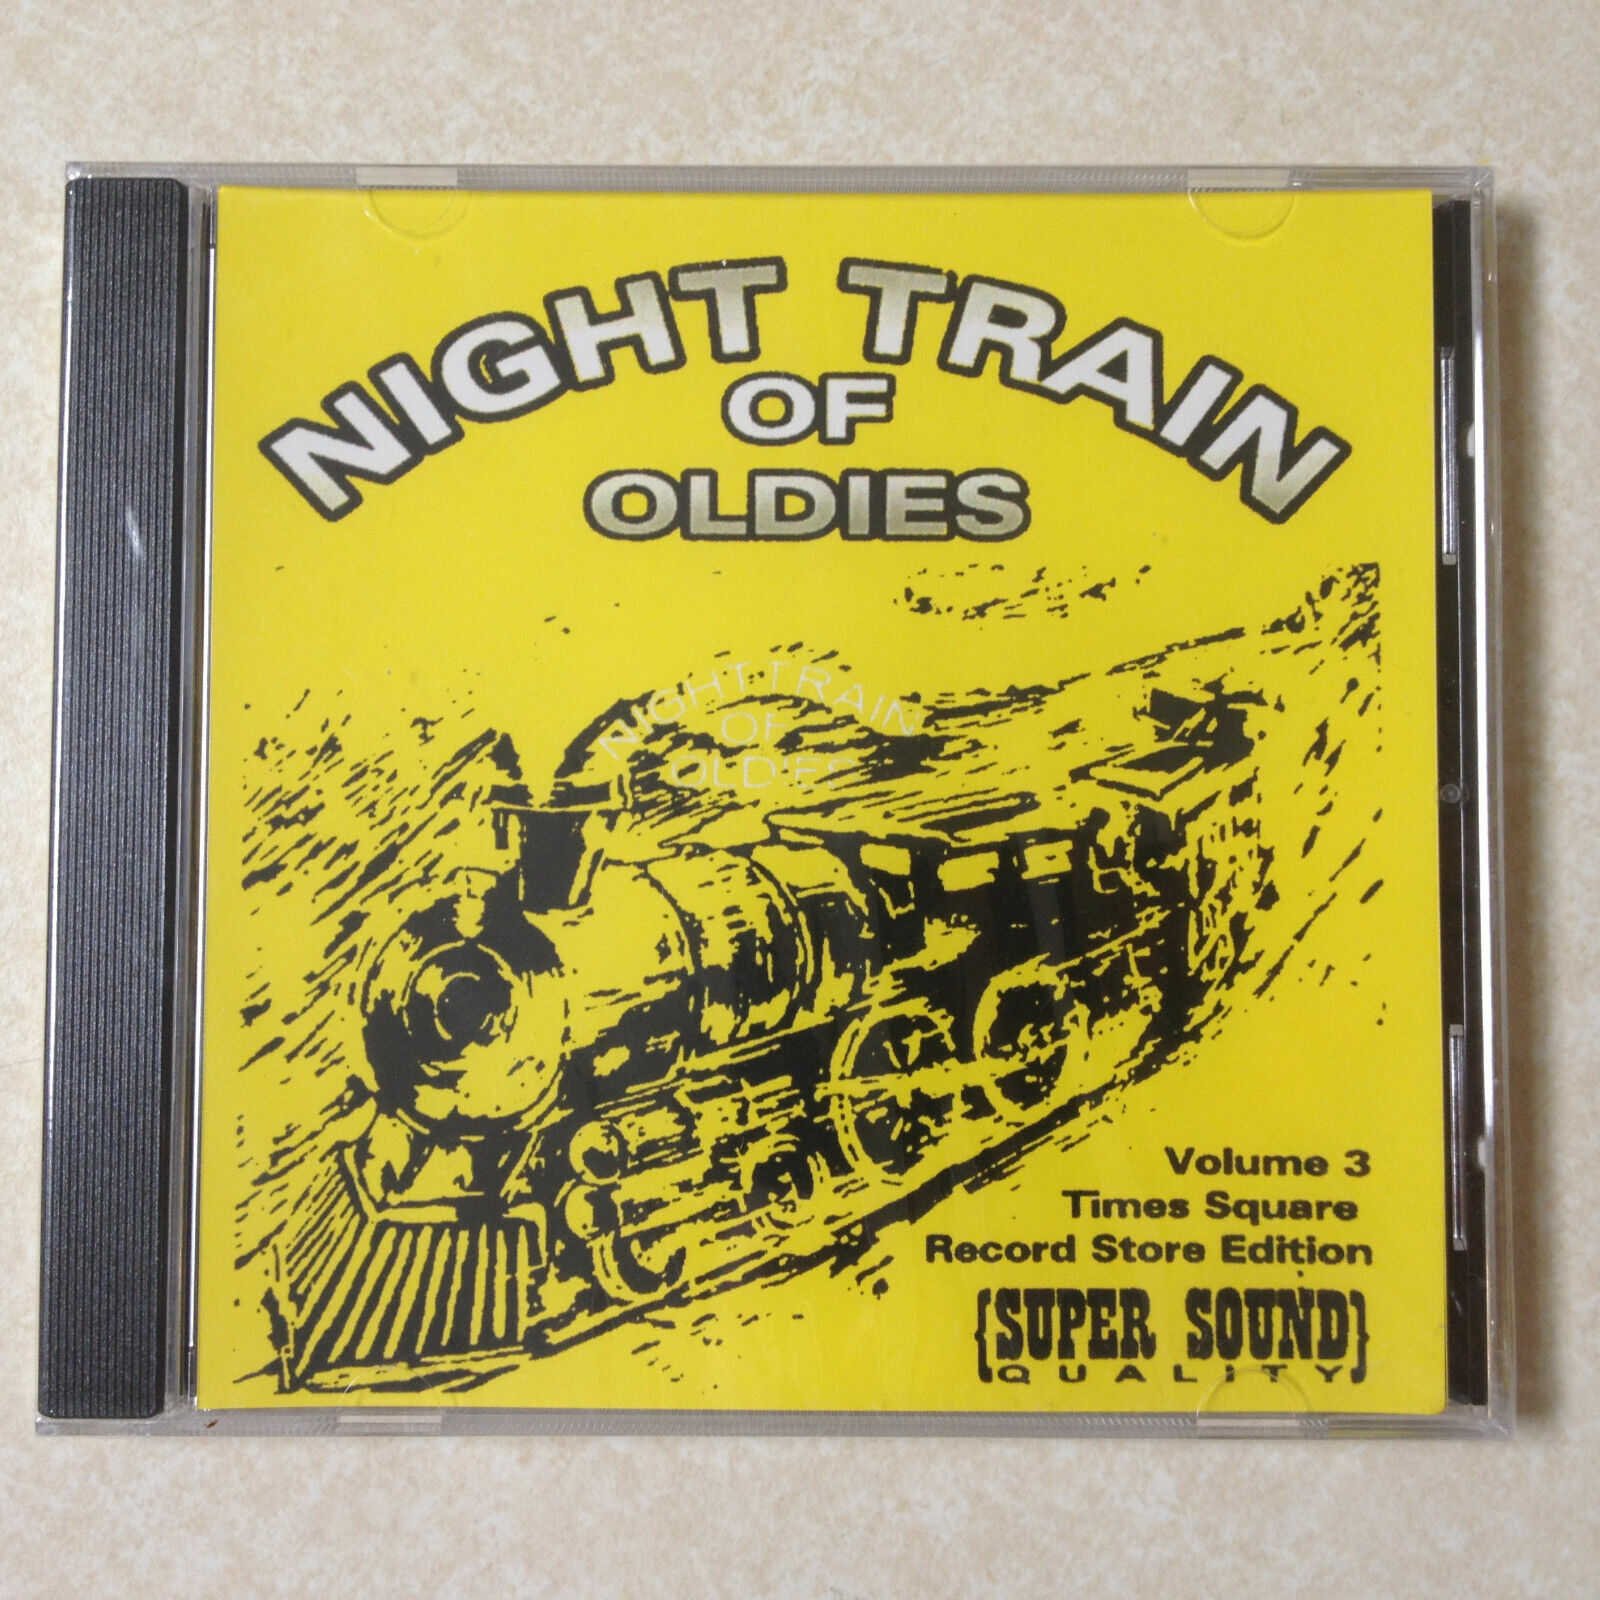 NIGHT TRAIN
OF
OLDIES
NIGHT TRAIN
OF
OLDIES
Volume 3
Times Square
Record Store Edition
{SUPER SOUND}
QUALITY